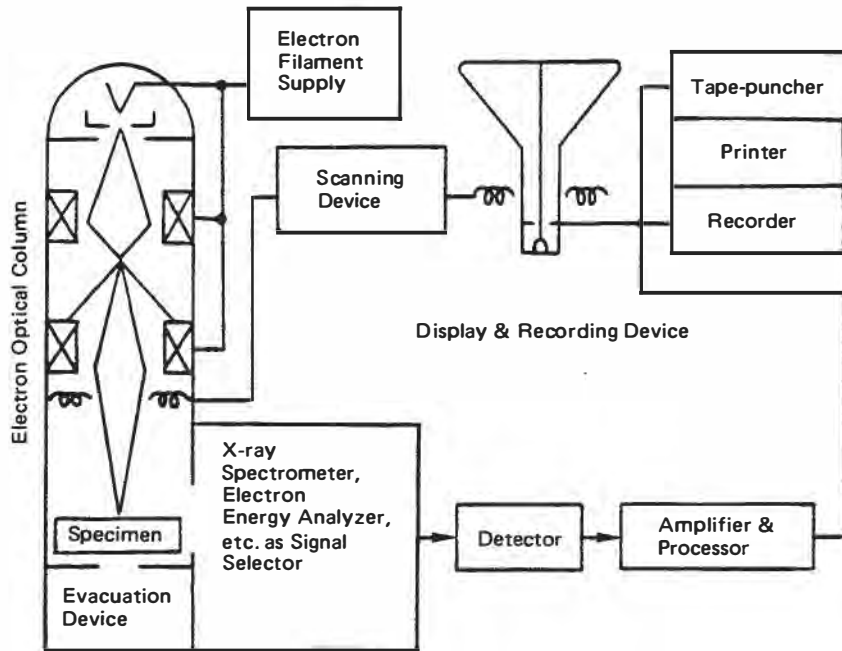 Electron
Filament
Supply
Tape-puncher
Printer
Recorder
Scanning
Device
Display & Recording Device
Electron Optical Column
X-ray
Spectrometer,
Electron
Energy Analyzer,
etc. as Signal
Selector
Detector
Amplifier &
Processor
Specimen
Evacuation
Device